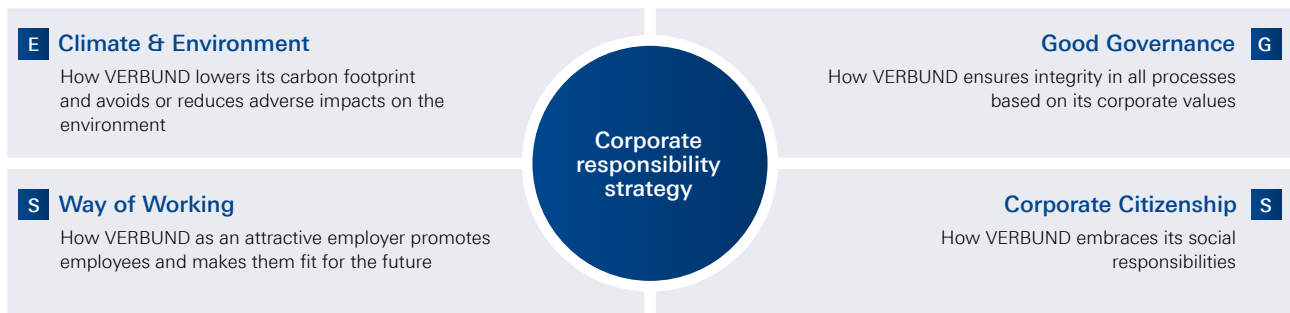 E Climate & Environment
How VERBUND lowers its carbon footprint
and avoids or reduces adverse impacts on the
environment
Good Governance G
How VERBUND ensures integrity in all processes
based on its corporate values
Corporate
responsibility
strategy
S Way of Working
How VERBUND as an attractive employer promotes
employees and makes them fit for the future
Corporate Citizenship S
How VERBUND embraces its social
responsibilities